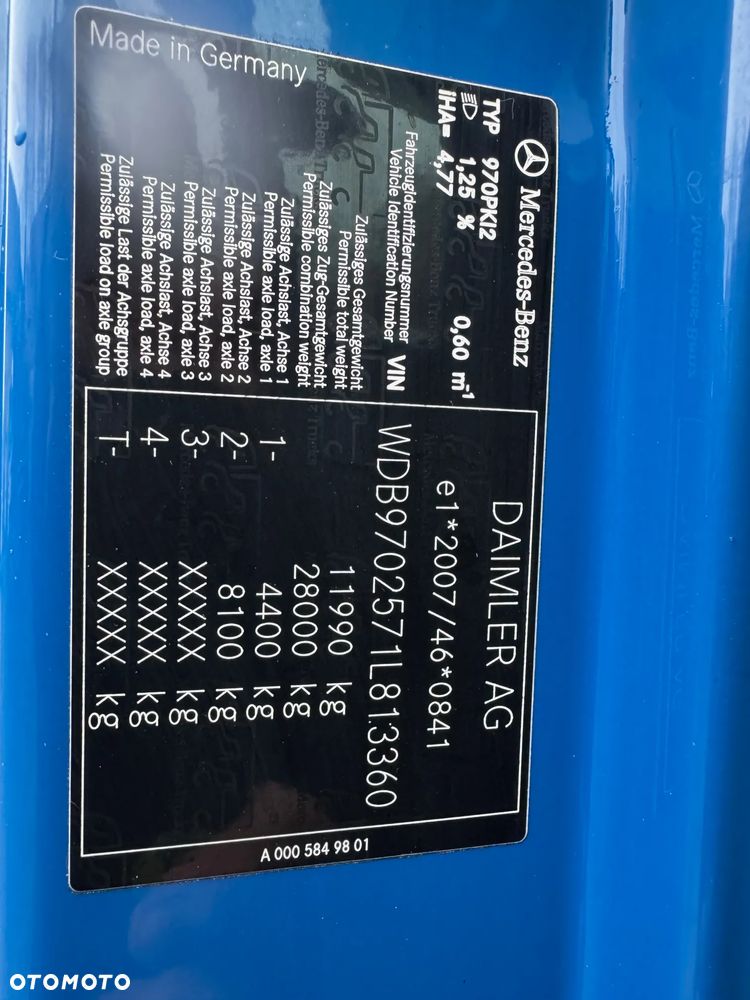 Mercedes-Benz
TYP 970PKI2
1,25 % 0,60 m⁻¹
iHA= 4,77
Fahrzeugidentifizierungsnummer
Vehicle Identification Number VIN
Zulässiges Gesamtgewicht
Permissible total weight
Zulässiges Zug-Gesamtgewicht
Permissible combination weight
Zulässige Achslast, Achse 1
Permissible axle load, axle 1
Zulässige Achslast, Achse 2
Permissible axle load, axle 2
Zulässige Achslast, Achse 3
Permissible axle load, axle 3
Zulässige Achslast, Achse 4
Permissible axle load, axle 4
Zulässige Last der Achsgruppe
Permissible load on axle group
Made in Germany
DAIMLER AG
e1*2007/46*0841
WDB9702571L813360
11990 kg
28000 kg
1- 4400 kg
2- 8100 kg
3- XXXXX kg
4- XXXXX kg
T- XXXXX kg
A 000 584 98 01
OTOMOTO